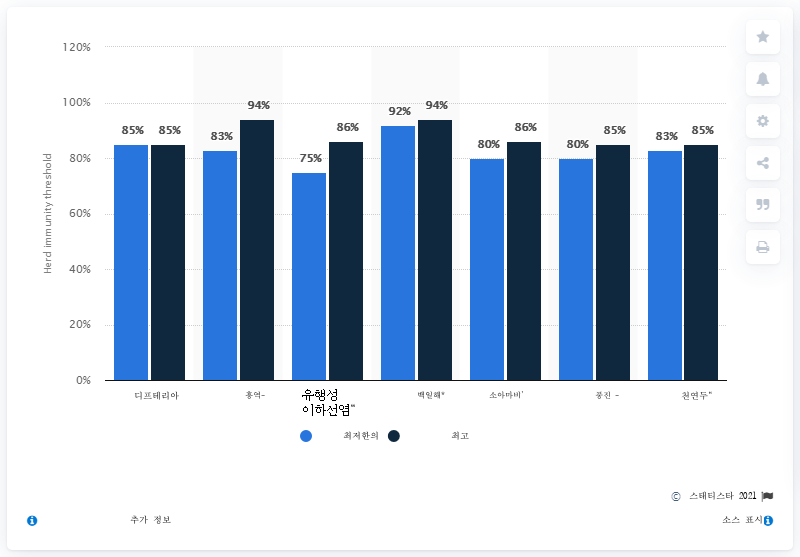 120%
100%
80%
60%
40%
20%
0%
Herd immunity threshold
85% 85%
83% 94%
75% 86%
92% 94%
80% 86%
80% 85%
83% 85%
디프테리아
홍역-
유행성
이하선염**
백일해*
소아마비'
풍진 -
천연두"
최저한의 최고
© 스태티스타 2021
추가 정보
소스 표시